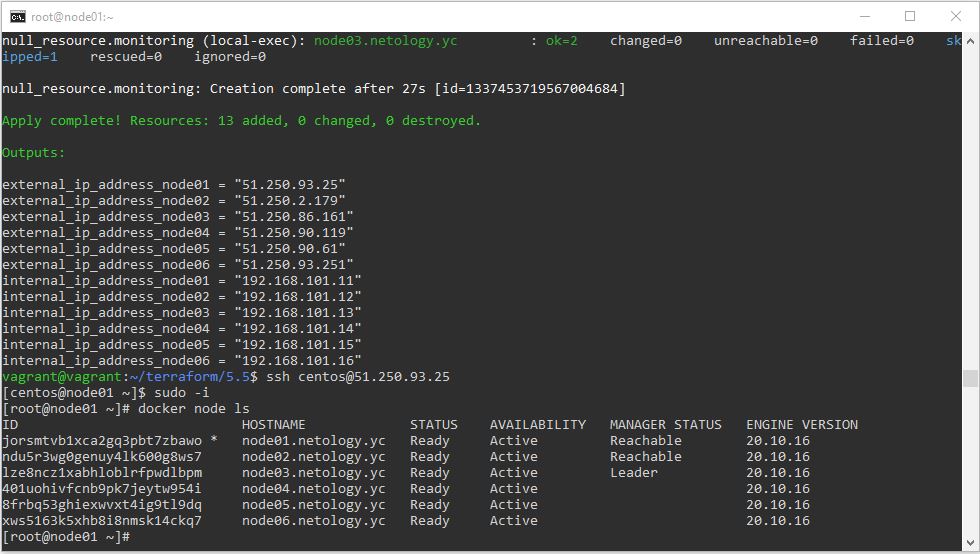 root@node01:~
null_resource.monitoring (local-exec): node03.netology.yc         : ok=2    changed=0    unreachable=0    failed=0    sk
ipped=1    rescued=0    ignored=0
null_resource.monitoring: Creation complete after 27s [id=1337453719567004684]
Apply complete! Resources: 13 added, 0 changed, 0 destroyed.
Outputs:
external_ip_address_node01 = "51.250.93.25"
external_ip_address_node02 = "51.250.2.179"
external_ip_address_node03 = "51.250.86.161"
external_ip_address_node04 = "51.250.90.119"
external_ip_address_node05 = "51.250.90.61"
external_ip_address_node06 = "51.250.93.251"
internal_ip_address_node01 = "192.168.101.11"
internal_ip_address_node02 = "192.168.101.12"
internal_ip_address_node03 = "192.168.101.13"
internal_ip_address_node04 = "192.168.101.14"
internal_ip_address_node05 = "192.168.101.15"
internal_ip_address_node06 = "192.168.101.16"
vagrant@vagrant:~/terraform/5.5$ ssh centos@51.250.93.25
[centos@node01 ~]$ sudo -i
[root@node01 ~]# docker node ls
ID                            HOSTNAME             STATUS    AVAILABILITY   MANAGER STATUS   ENGINE VERSION
jorsmtvb1xca2gq3pbt7zbawo *   node01.netology.yc   Ready     Active         Reachable        20.10.16
ndu5r3wg0genuy4lk600g8ws7     node02.netology.yc   Ready     Active         Reachable        20.10.16
lze8ncz1xabhloblrfpwdlbpm     node03.netology.yc   Ready     Active         Leader           20.10.16
401uohivfcnb9pk7jeytw954i     node04.netology.yc   Ready     Active                          20.10.16
8frbq53ghiexwvxt4ig9tl9dq     node05.netology.yc   Ready     Active                          20.10.16
xws5163k5xhb8i8nmsk14ckq7     node06.netology.yc   Ready     Active                          20.10.16
[root@node01 ~]#